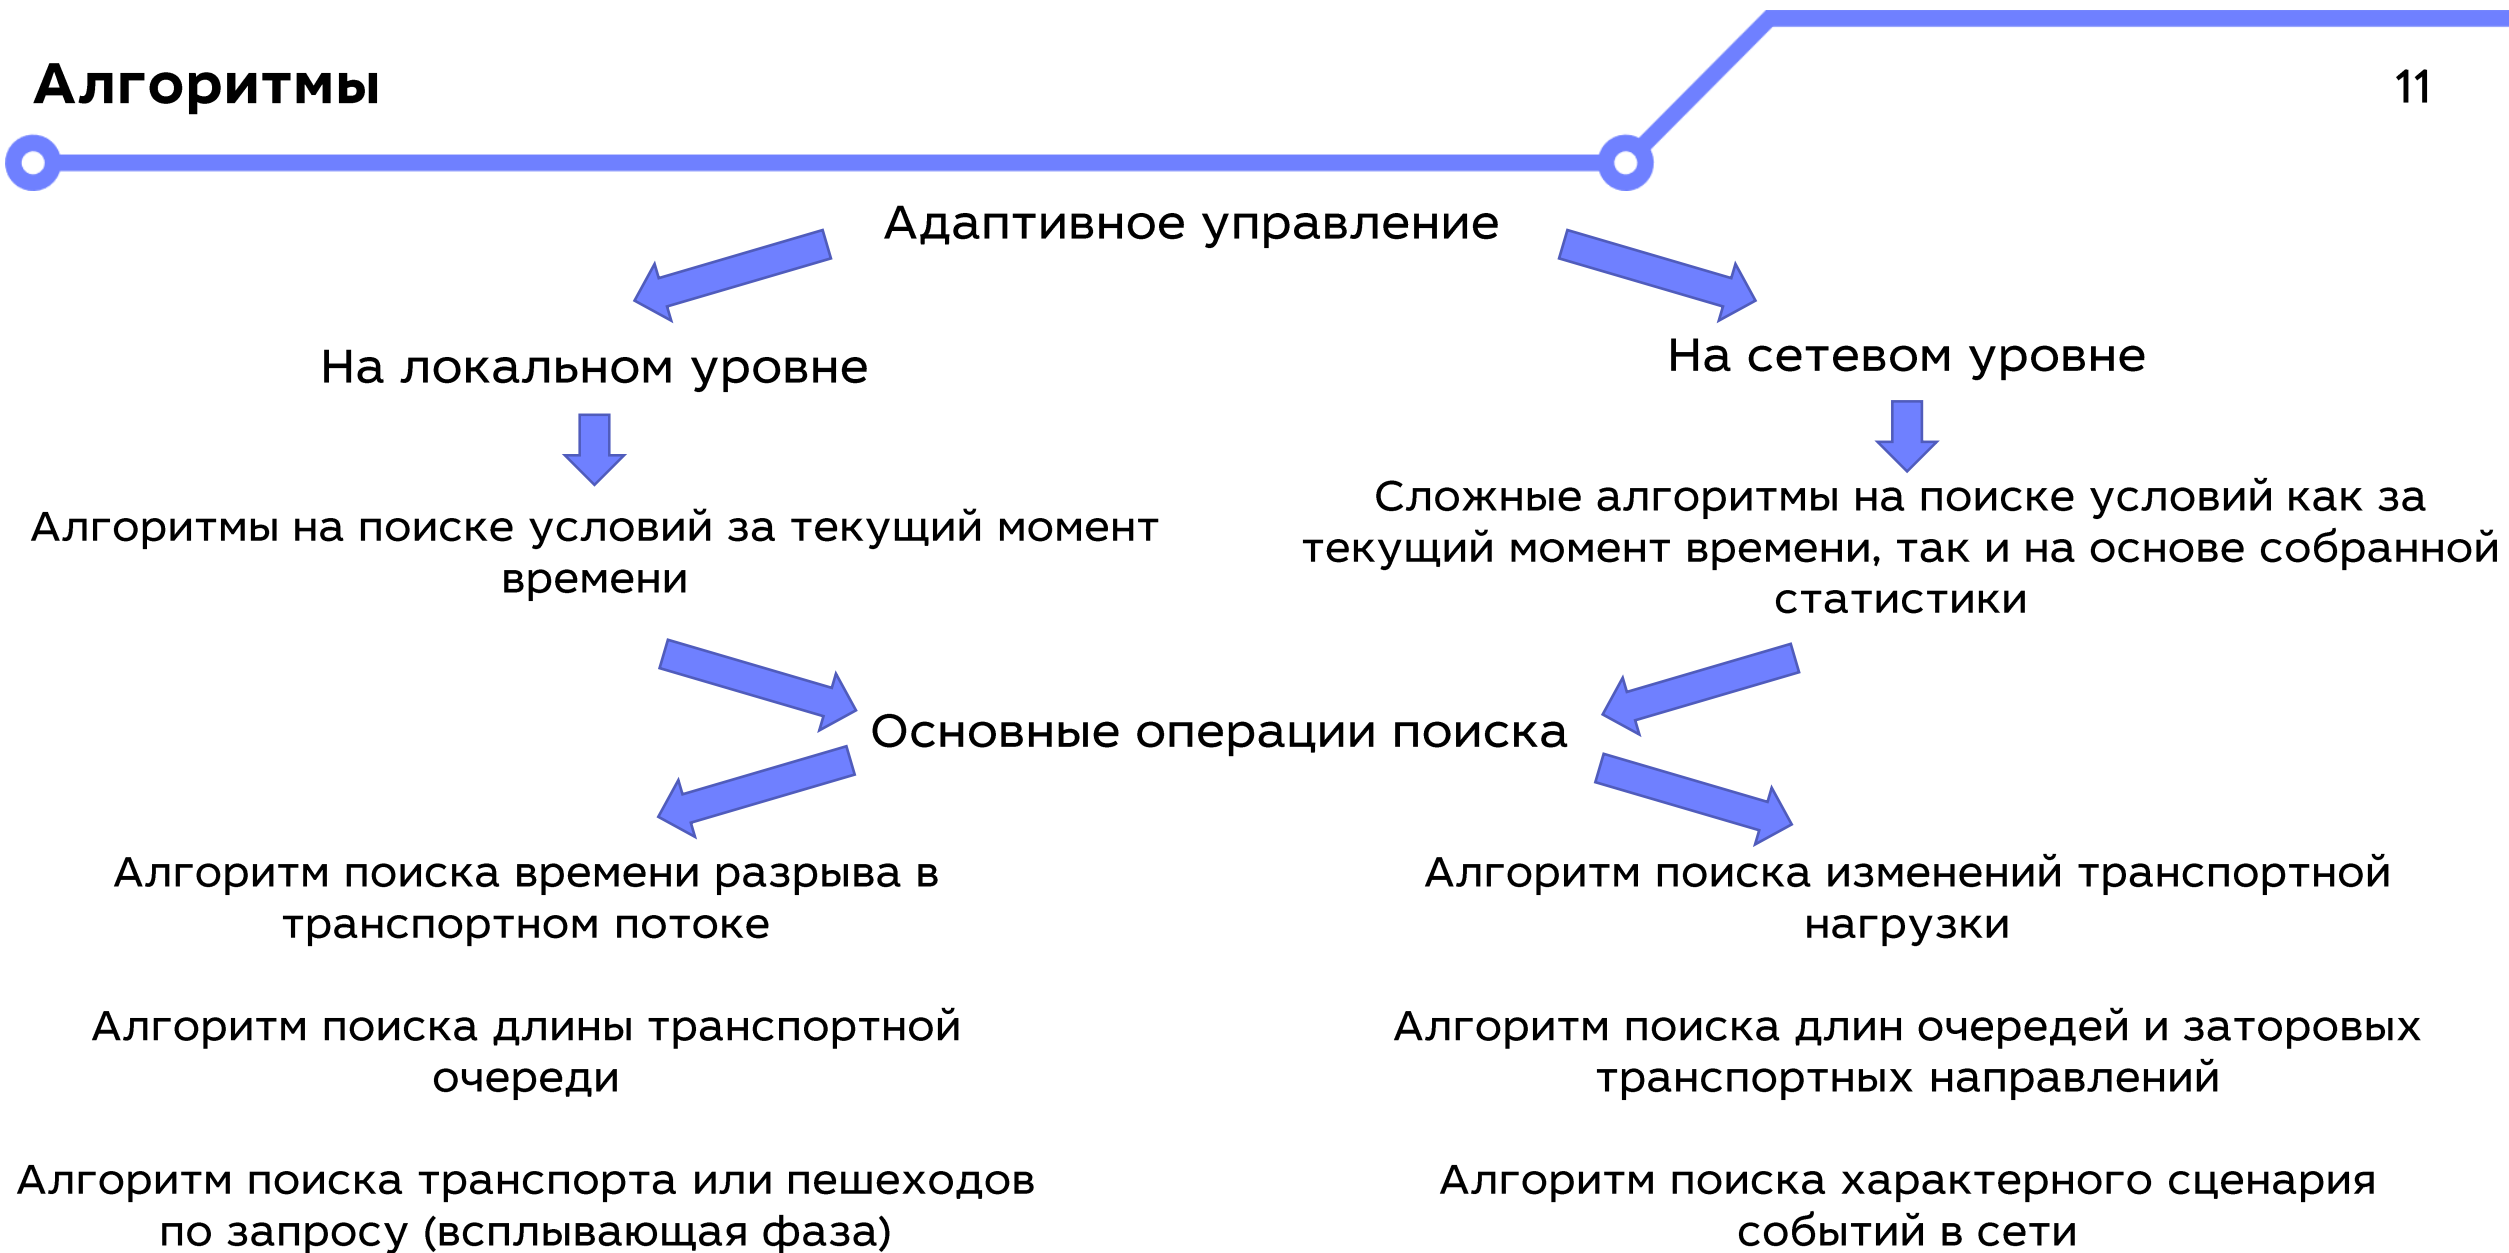 Алгоритмы
11
Адаптивное управление
На локальном уровне
На сетевом уровне
Алгоритмы на поиске условий за текущий момент
времени
Сложные алгоритмы на поиске условий как за
текущий момент времени, так и на основе собранной
статистики
Основные операции поиска
Алгоритм поиска времени разрыва в
транспортном потоке
Алгоритм поиска длины транспортной
очереди
Алгоритм поиска транспорта или пешеходов
по запросу (всплывающая фаза)
Алгоритм поиска изменений транспортной
нагрузки
Алгоритм поиска длин очередей и заторовых
транспортных направлений
Алгоритм поиска характерного сценария
событий в сети